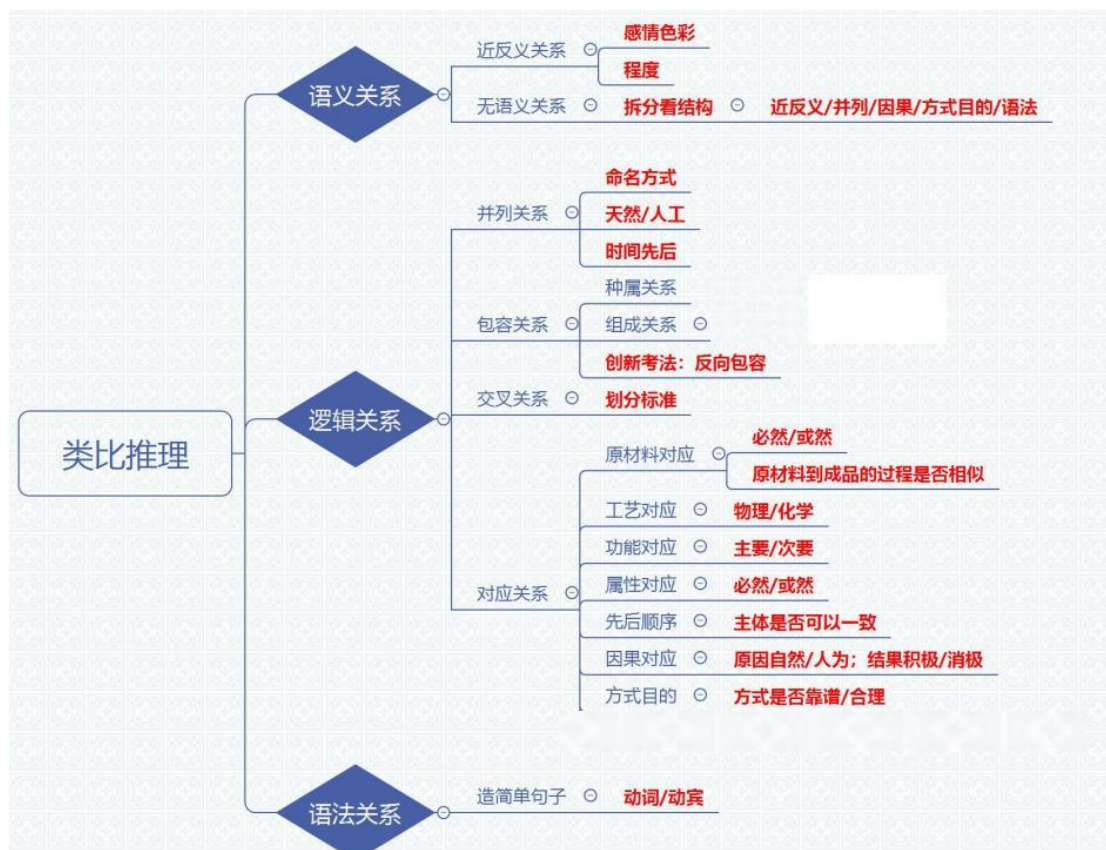 感情色彩
近反义关系
程度
语义关系
无语义关系
拆分看结构
近反义/并列/因果/方式目的/语法
命名方式
并列关系
天然/人工
时间先后
种属关系
包容关系
组成关系
创新考法：反向包容
交叉关系
划分标准
逻辑关系
类比推理
必然/或然
原材料对应
原材料到成品的过程是否相似
工艺对应
物理/化学
功能对应
主要/次要
对应关系
属性对应
必然/或然
先后顺序
主体是否可以一致
因果对应
原因自然/人为；结果积极/消极
方式目的
方式是否靠谱/合理
语法关系
造简单句子
动词/动宾